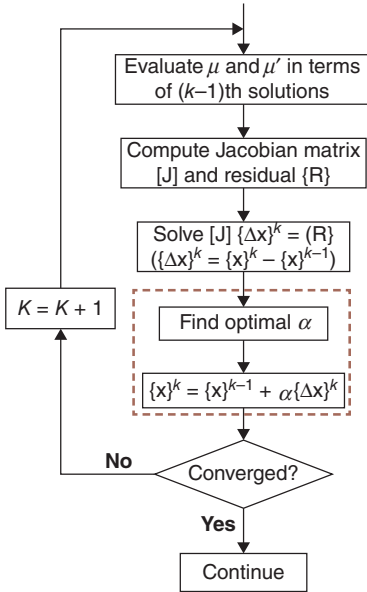 Evaluate μ and μ′ in terms
of (k–1)th solutions
Compute Jacobian matrix
[J] and residual {R}
Solve [J] {Δx}ᵏ = (R}
({Δx}ᵏ = {x}ᵏ – {x}ᵏ⁻¹)
K = K + 1
Find optimal α
{x}ᵏ = {x}ᵏ⁻¹ + α{Δx}ᵏ
No
Converged?
Yes
Continue